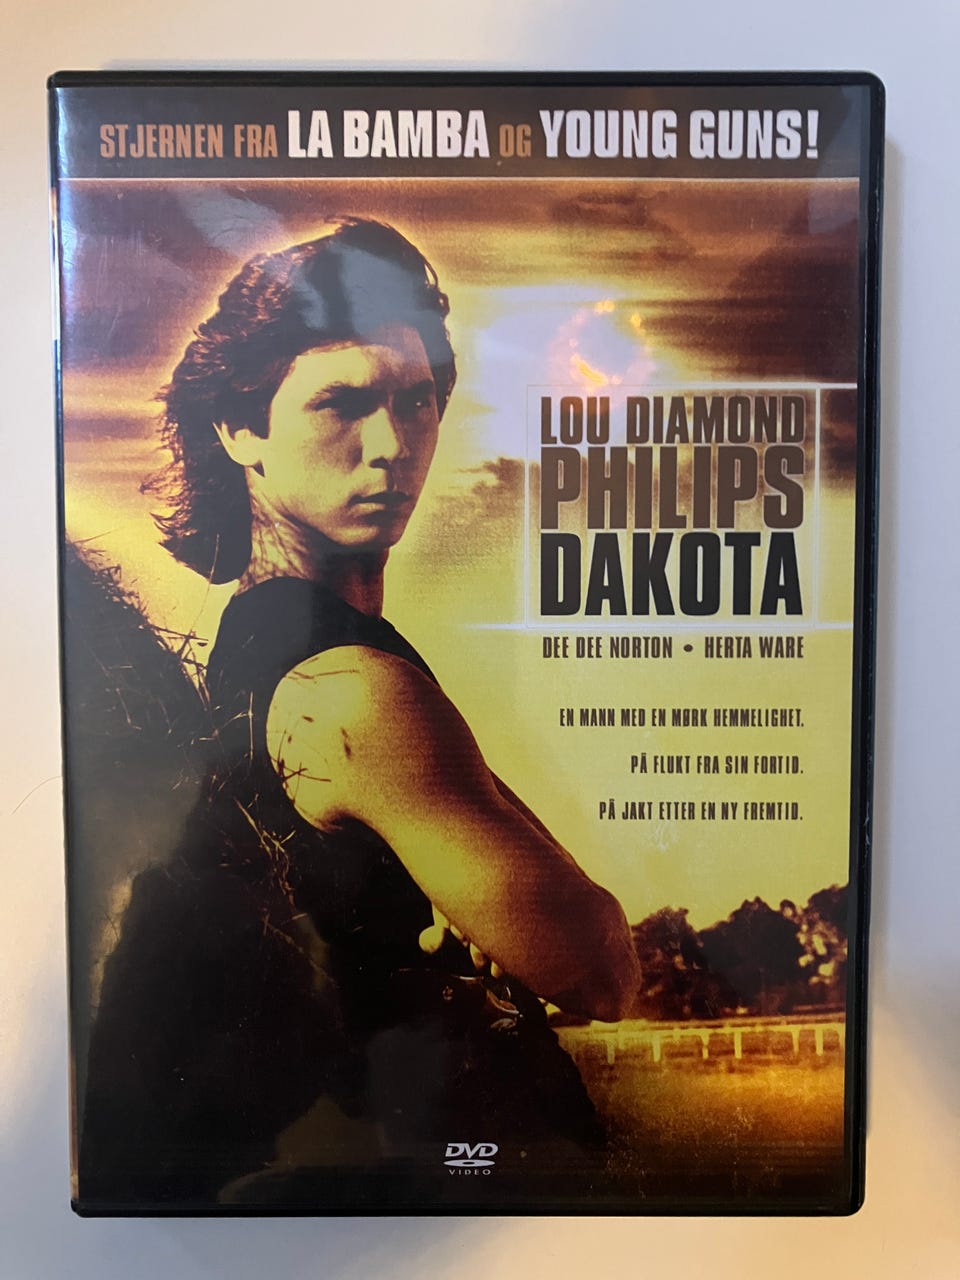 STJERNEN FRA LA BAMBA OG YOUNG GUNS!
LOU DIAMOND
PHILIPS
DAKOTA
DEE DEE NORTON • HERTA WARE
EN MANN MED EN MØRK HEMMELIGHET.
PÅ FLUKT FRA SIN FORTID.
PÅ JAKT ETTER EN NY FREMTID.
DVD
VIDEO